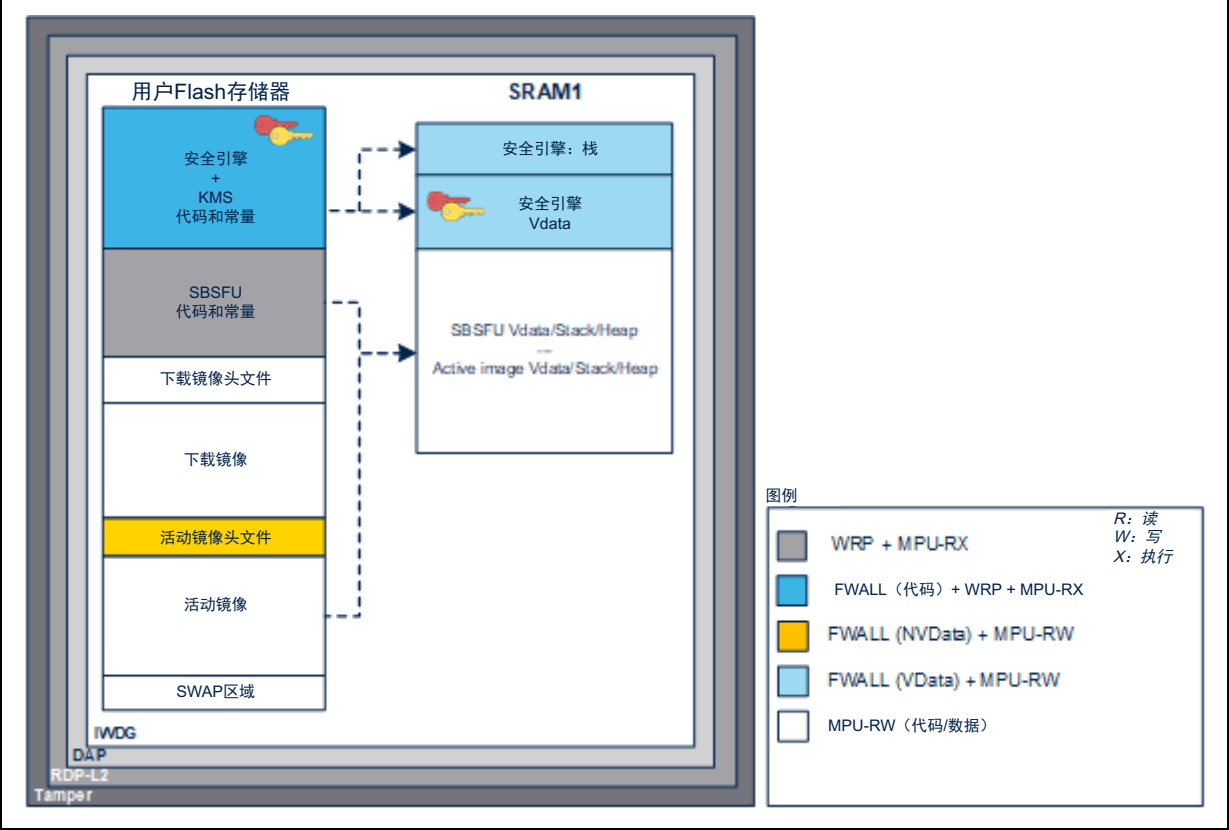 用户Flash存储器
安全引擎
+
KMS
代码和常量
SBSFU
代码和常量
下载镜像头文件
下载镜像
活动镜像头文件
活动镜像
SWAP区域
SRAM1
安全引擎：栈
安全引擎
Vdata
SBSFU Vdata/Stack/Heap
---
Active image Vdata/Stack/Heap
IWDG
DAP
RDP-L2
Tamper
图例
R：读
W：写
X：执行
WRP + MPU-RX
FWALL（代码）+ WRP + MPU-RX
FWALL (NVData) + MPU-RW
FWALL (VData) + MPU-RW
MPU-RW（代码/数据）